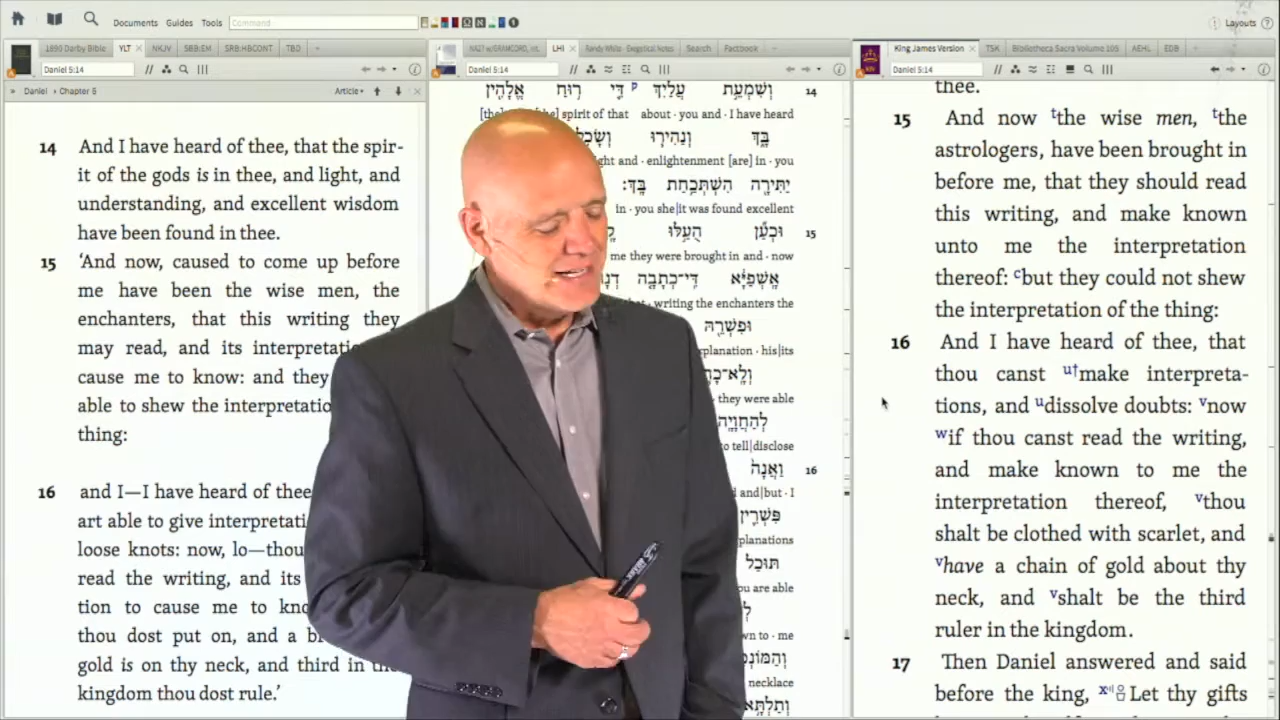 Documents Guides Tools Command
Layouts
1890 Darby Bible YLT NKJV SBB:EM SRB:HBCONT TBD
Daniel 5:14
Daniel › Chapter 5
Article
14 And I have heard of thee, that the spir-
it of the gods is in thee, and light, and
understanding, and excellent wisdom
have been found in thee.
15 ‘And now, caused to come up before
me have been the wise men, the
enchanters, that this writing they
may read, and its interpretati
cause me to know: and they
able to shew the interpretatio
thing:
16 and I—I have heard of thee
art able to give interpretati
loose knots: now, lo—thou
read the writing, and its
tion to cause me to kno
thou dost put on, and a b
gold is on thy neck, and third in the
kingdom thou dost rule.’
LHI Randy White - Exegetical Notes Search Factbook
Daniel 5:14
וְשִׁמְעֵ֣ת עֲלָ֔יךְ דִּ֛י ר֥וּחַ אֱלָהִ֖ין 14
spirit of that about · you and · I have heard
בָּ֑ךְ וְנַהִיר֧וּ
ght and · enlightenment [are] in · you
יַתִּירָ֖ה הִשְׁתְּכַ֥חַת בָּֽךְ׃
in · you she|it was found excellent
וּכְעַ֞ן הֻעַ֣לּוּ 15
me they were brought in and · now
אָֽשְׁפַיָּ֔א דִּֽי־כְתָבָ֤ה
writing the enchanters the
וּפִשְׁרֵ֖הּ
planation · his|its
they were able
לְהַחֲוָיָֽה
to tell|disclose
וַאֲנָה֙ 16
d and|but · I
פִּשְׁרִ֥ין
planations
תּוּכַ֨ל
ou are able
wn to · me
necklace
King James Version TSK Bibliotheca Sacra Volume 105 AEHL EDB
Daniel 5:14
thee.
15 And now the wise men, the
astrologers, have been brought in
before me, that they should read
this writing, and make known
unto me the interpretation
thereof: but they could not shew
the interpretation of the thing:
16 And I have heard of thee, that
thou canst make interpreta-
tions, and dissolve doubts: now
if thou canst read the writing,
and make known to me the
interpretation thereof, thou
shalt be clothed with scarlet, and
have a chain of gold about thy
neck, and shalt be the third
ruler in the kingdom.
17 Then Daniel answered and said
before the king, Let thy gifts